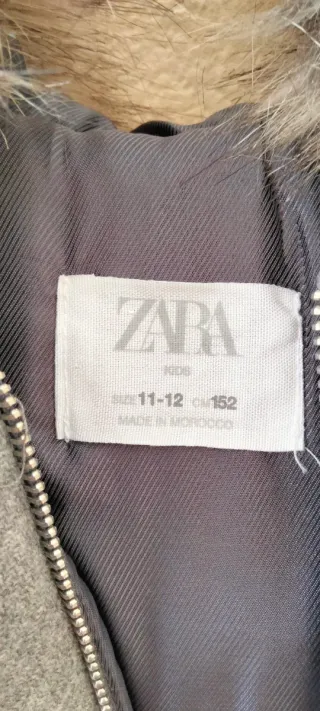 ZARA
KIDS
SIZE 11-12 CM 152
MADE IN MOROCCO